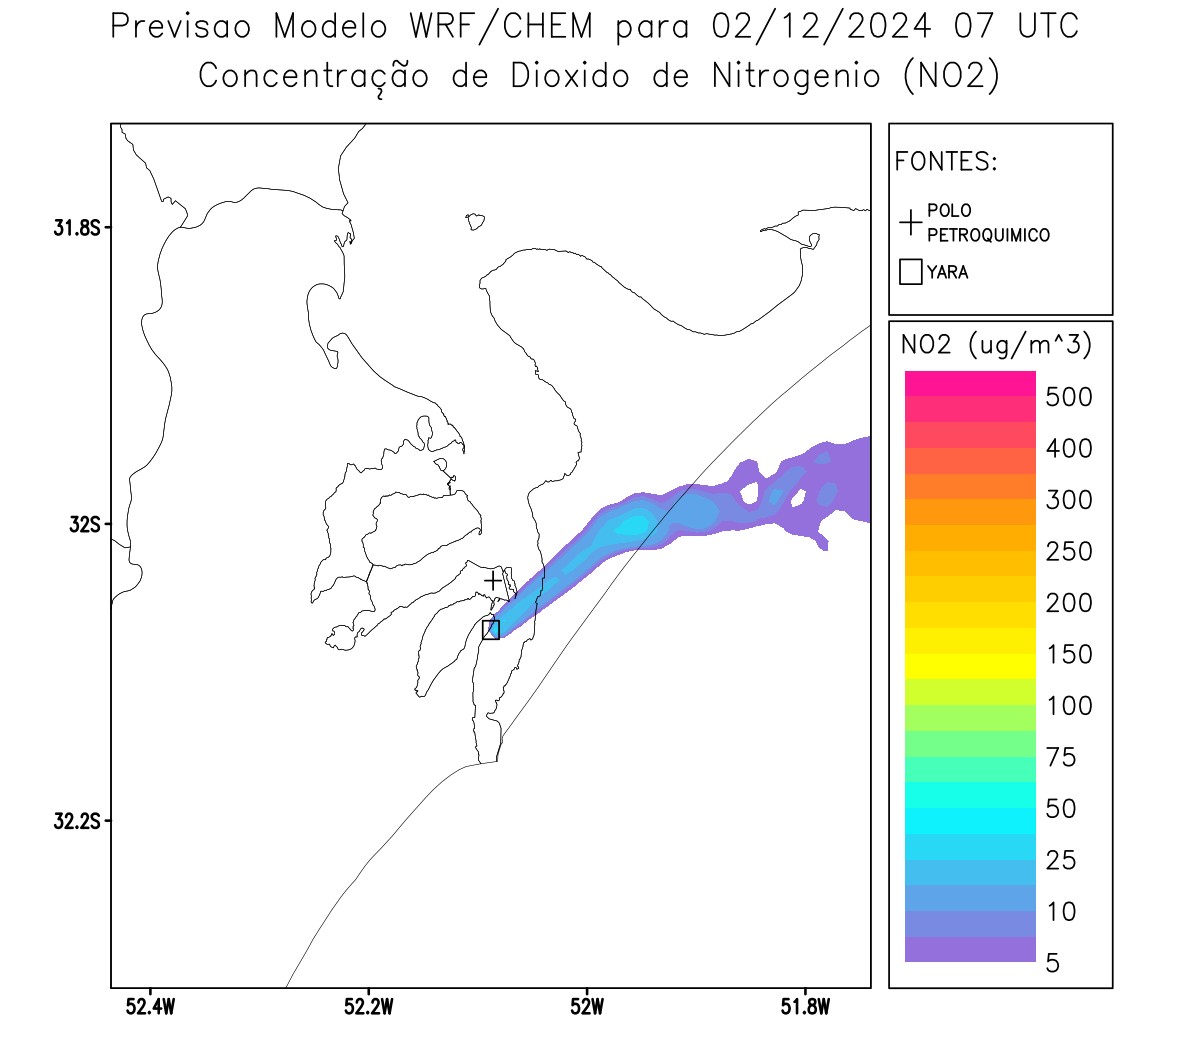 Previsao Modelo WRF/CHEM para 02/12/2024 07 UTC
Concentração de Dioxido de Nitrogenio (NO2)
FONTES:
POLO
PETROQUIMICO
YARA
NO2 (ug/m^3)
500
400
300
250
200
150
100
75
50
25
10
5
31.8S
32S
32.2S
52.4W
52.2W
52W
51.8W